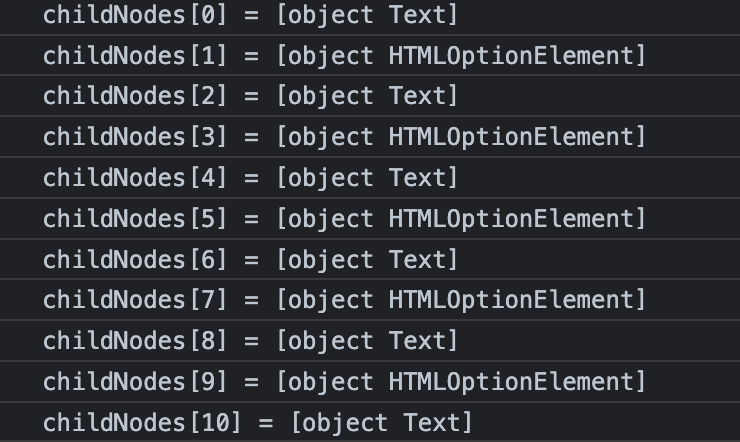 childNodes[0] = [object Text]
childNodes[1] = [object HTMLOptionElement]
childNodes[2] = [object Text]
childNodes[3] = [object HTMLOptionElement]
childNodes[4] = [object Text]
childNodes[5] = [object HTMLOptionElement]
childNodes[6] = [object Text]
childNodes[7] = [object HTMLOptionElement]
childNodes[8] = [object Text]
childNodes[9] = [object HTMLOptionElement]
childNodes[10] = [object Text]